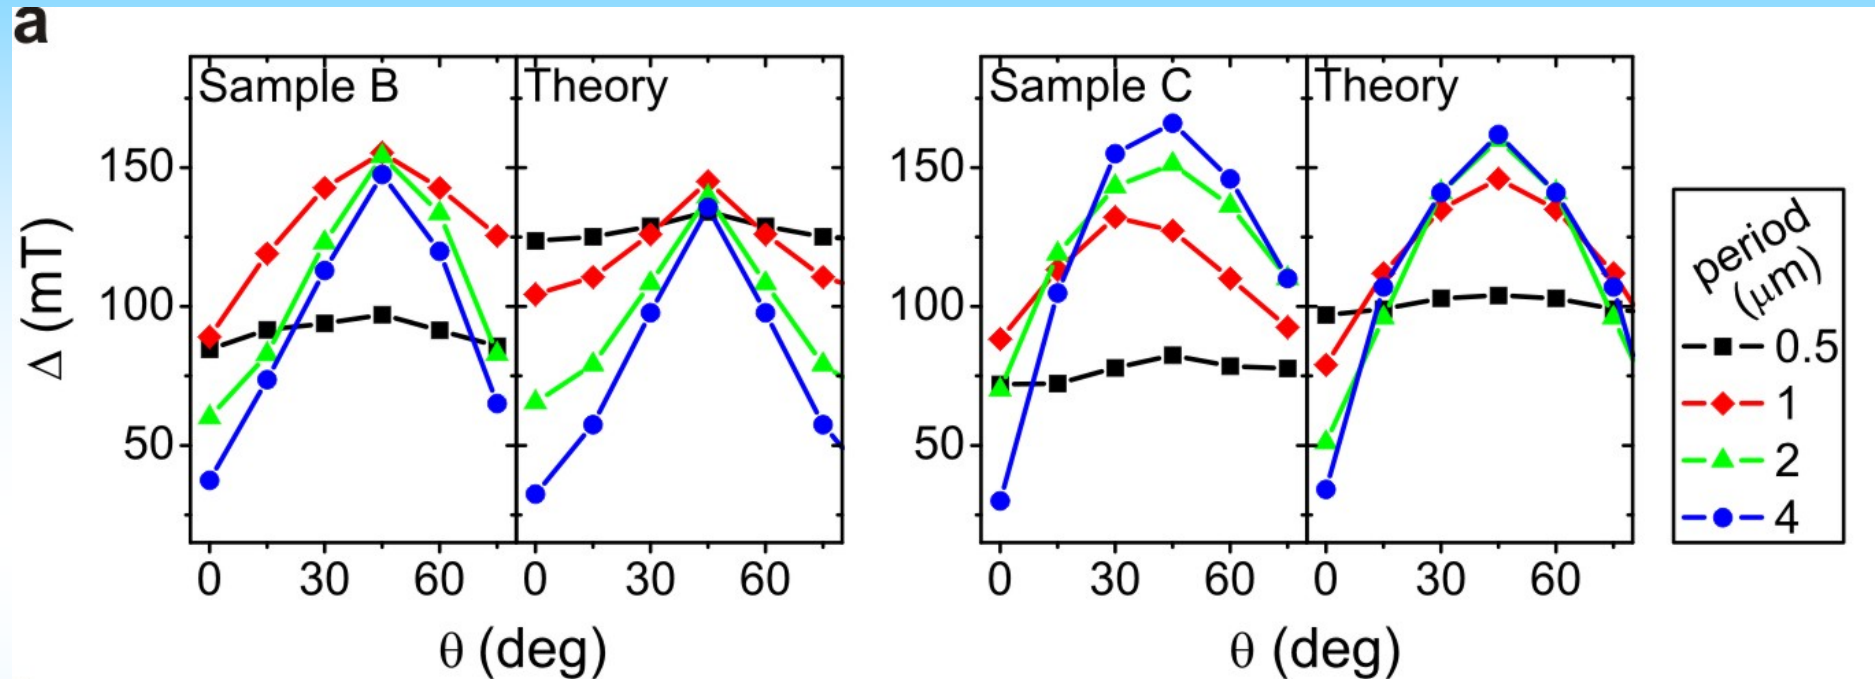 a
Sample B
Theory
Sample C
Theory
150
100
50
150
100
50
Δ (mT)
0 30 60 0 30 60
0 30 60 0 30 60
θ (deg)
θ (deg)
period
(μm)
0.5
1
2
4